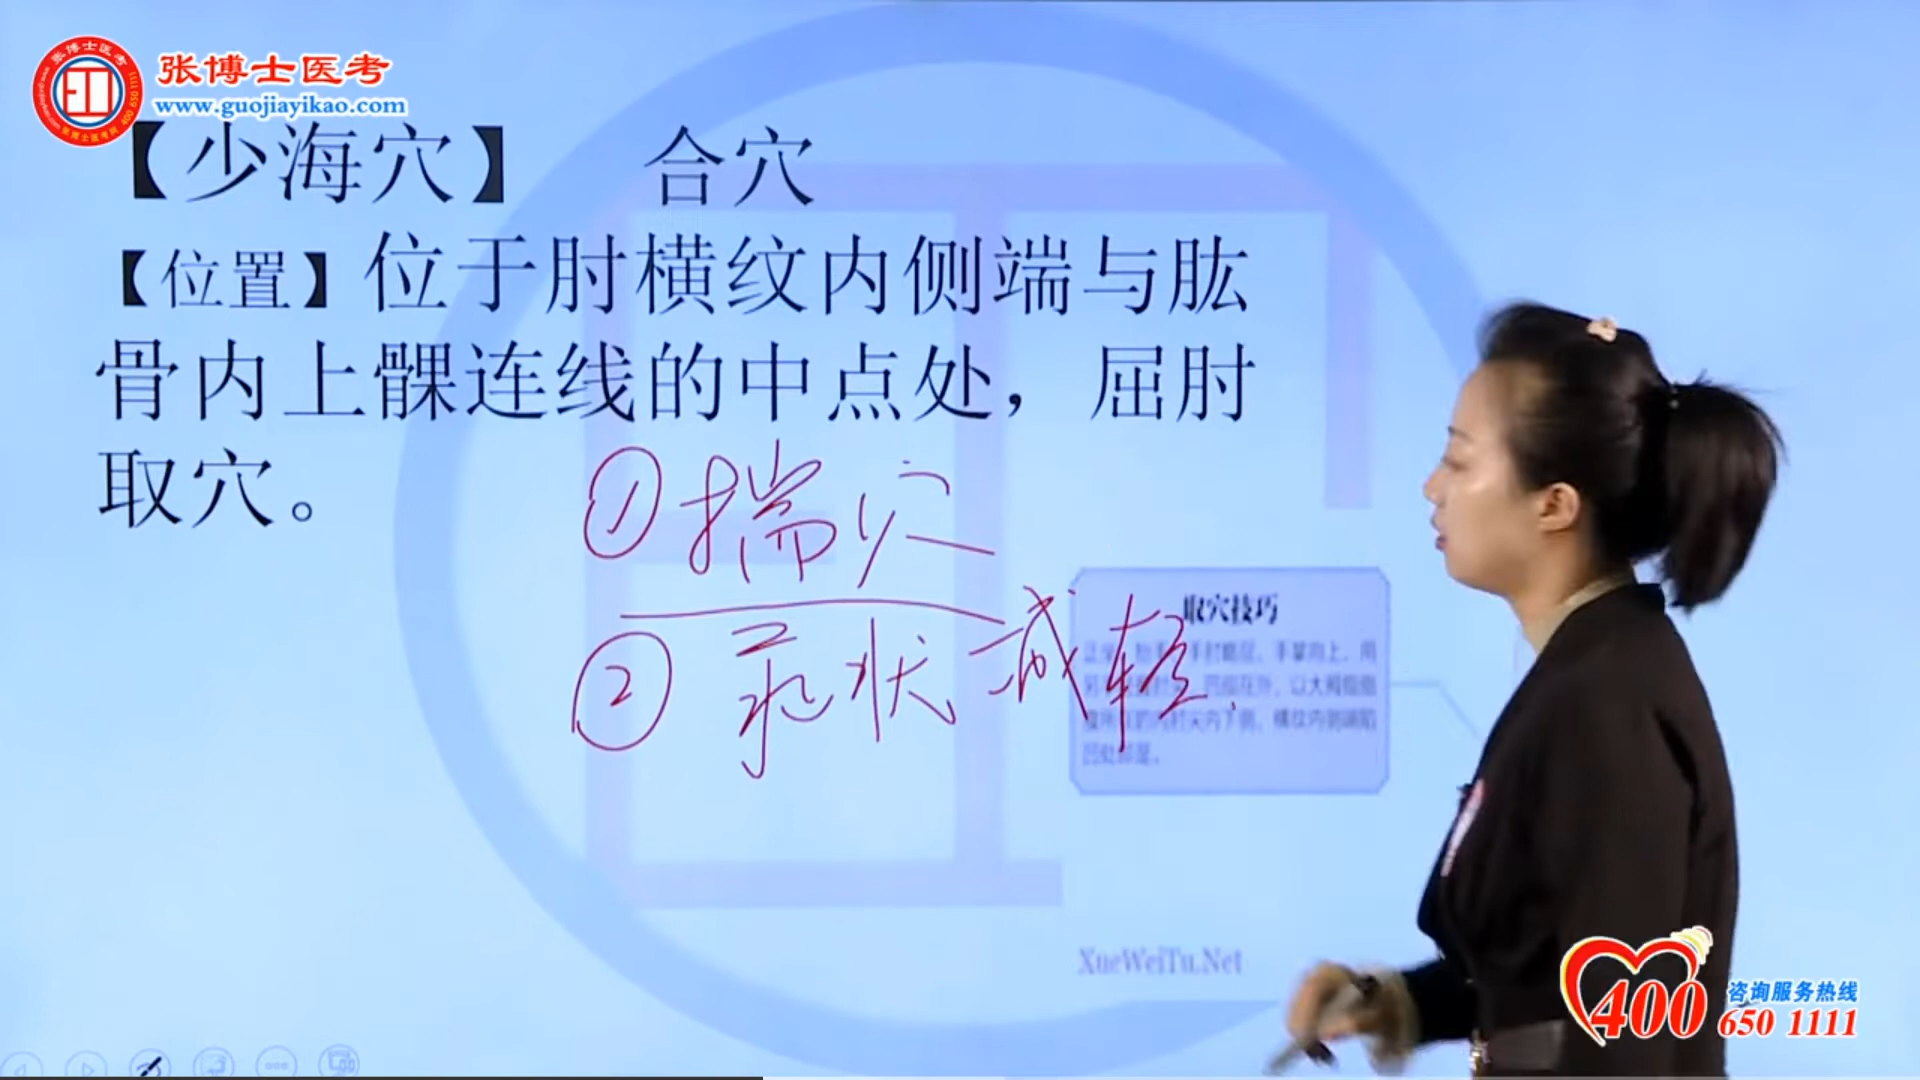 张博士医考
www.guojiayikao.com
【少海穴】 合穴
【位置】位于肘横纹内侧端与肱
骨内上髁连线的中点处，屈肘
取穴。
①揣穴
② 状减轻
取穴技巧
XueWeiTu.Net
400 咨询服务热线
650 1111